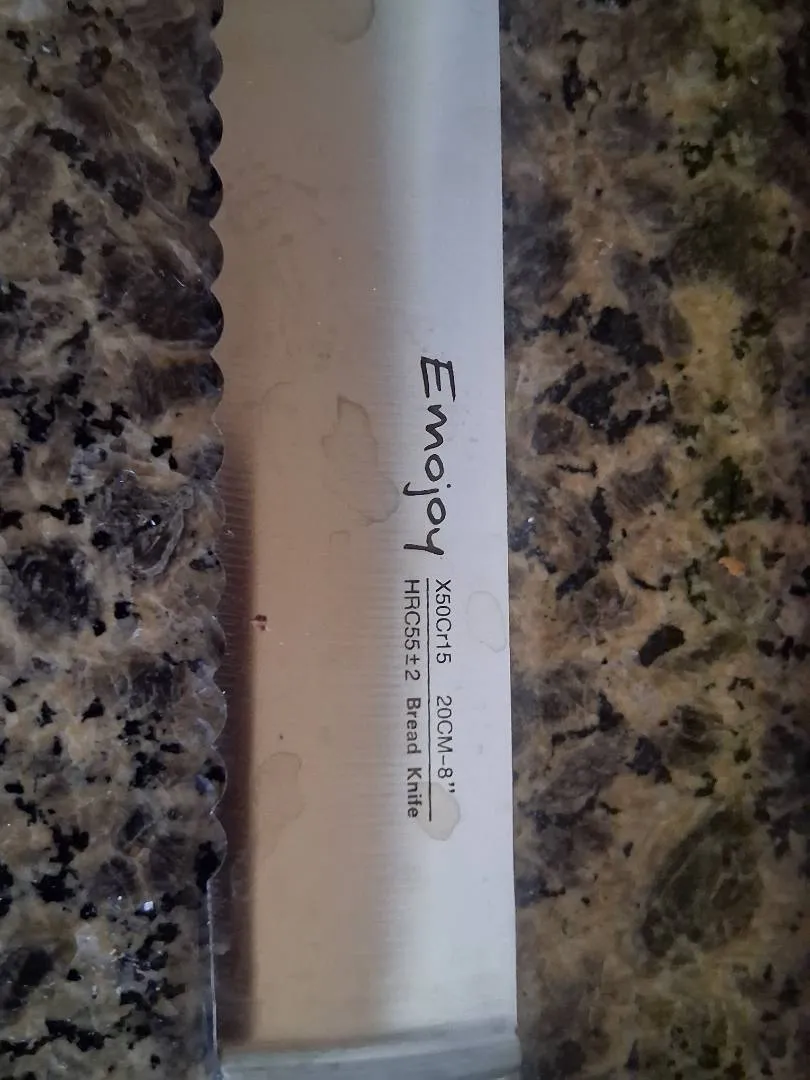 Emojoy
X50Cr15 20CM-8"
HRC55±2 Bread Knife